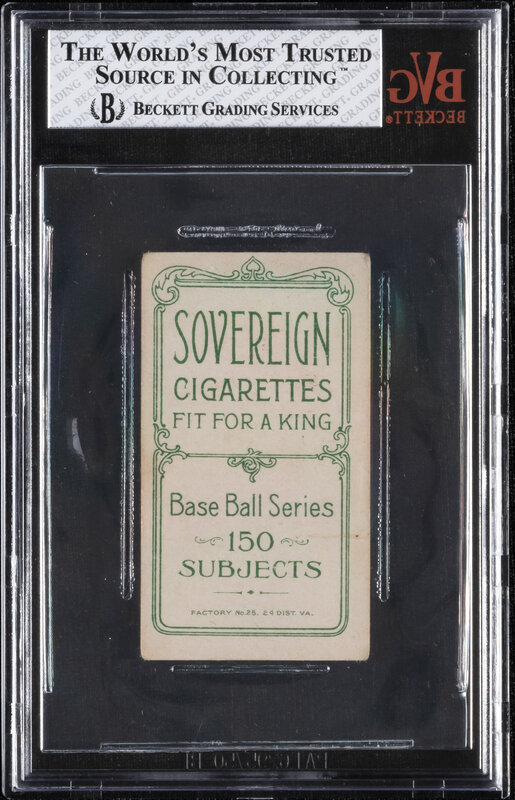 THE WORLD'S MOST TRUSTED
SOURCE IN COLLECTING™
B BECKETT GRADING SERVICES
BVG
BECKETT®
SOVEREIGN
CIGARETTES
FIT FOR A KING
Base Ball Series
150
SUBJECTS
FACTORY No. 25. 2d DIST. VA.